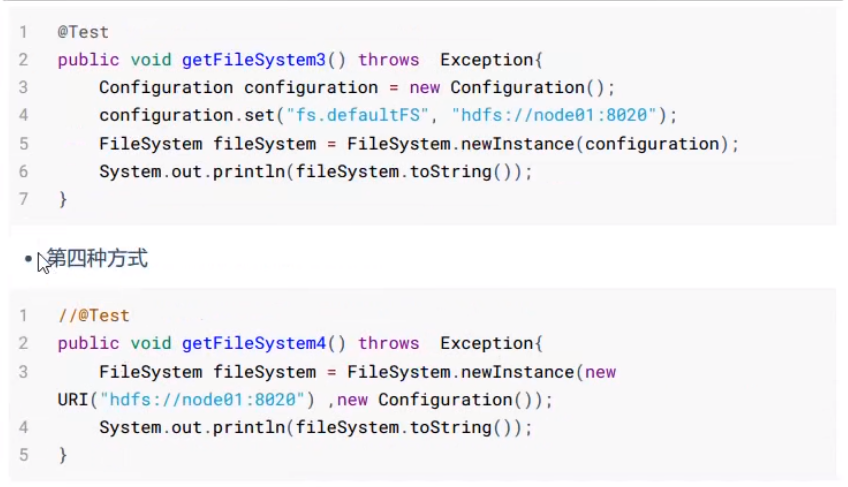 1 @Test
2 public void getFileSystem3() throws  Exception{
3     Configuration configuration = new Configuration();
4     configuration.set("fs.defaultFS", "hdfs://node01:8020");
5     FileSystem fileSystem = FileSystem.newInstance(configuration);
6     System.out.println(fileSystem.toString());
7 }
• 第四种方式
1 //@Test
2 public void getFileSystem4() throws  Exception{
3     FileSystem fileSystem = FileSystem.newInstance(new
URI("hdfs://node01:8020") ,new Configuration());
4     System.out.println(fileSystem.toString());
5 }